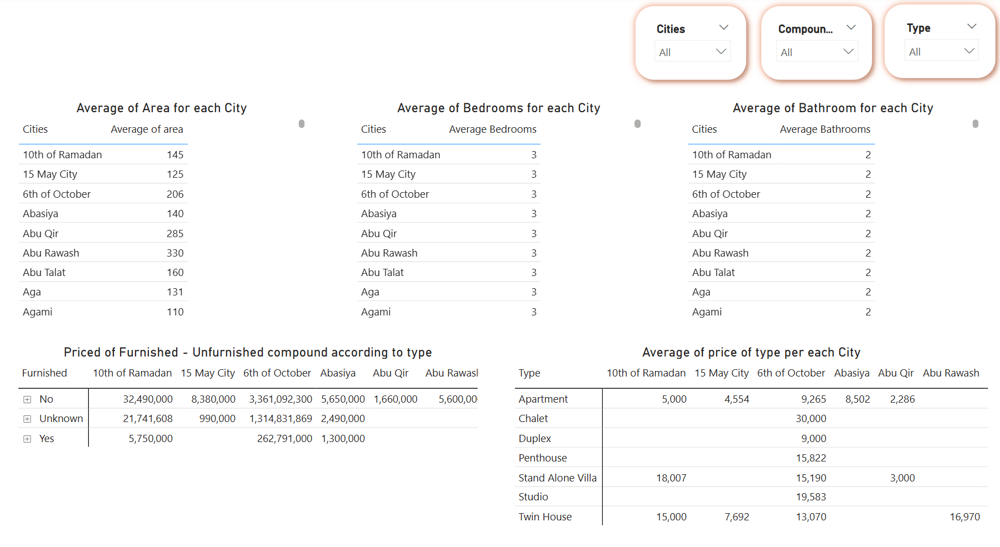 Cities
Compoun...
Type
All
All
All
Average of Area for each City
Cities Average of area
10th of Ramadan 145
15 May City 125
6th of October 206
Abasiya 140
Abu Qir 285
Abu Rawash 330
Abu Talat 160
Aga 131
Agami 110
Average of Bedrooms for each City
Cities Average Bedrooms
10th of Ramadan 3
15 May City 3
6th of October 3
Abasiya 3
Abu Qir 3
Abu Rawash 3
Abu Talat 3
Aga 3
Agami 3
Average of Bathroom for each City
Cities Average Bathrooms
10th of Ramadan 2
15 May City 2
6th of October 2
Abasiya 2
Abu Qir 2
Abu Rawash 2
Abu Talat 2
Aga 2
Agami 2
Priced of Furnished - Unfurnished compound according to type
Furnished 10th of Ramadan 15 May City 6th of October Abasiya Abu Qir Abu Rawasl
No 32,490,000 8,380,000 3,361,092,300 5,650,000 1,660,000 5,600,00
Unknown 21,741,608 990,000 1,314,831,869 2,490,000
Yes 5,750,000 262,791,000 1,300,000
Average of price of type per each City
Type 10th of Ramadan 15 May City 6th of October Abasiya Abu Qir Abu Rawash
Apartment 5,000 4,554 9,265 8,502 2,286
Chalet 30,000
Duplex 9,000
Penthouse 15,822
Stand Alone Villa 18,007 15,190 3,000
Studio 19,583
Twin House 15,000 7,692 13,070 16,970